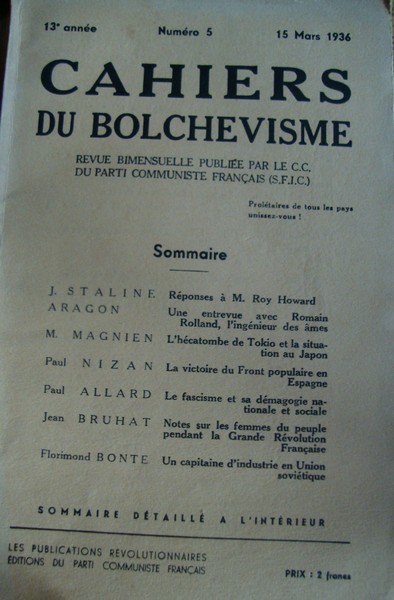 13e année Numéro 5 15 Mars 1936
CAHIERS
DU BOLCHEVISME
REVUE BIMENSUELLE PUBLIÉE PAR LE C.C.
DU PARTI COMMUNISTE FRANÇAIS (S.F.I.C.)
Prolétaires de tous les pays
unissez-vous !
Sommaire
J. STALINE Réponses à M. Roy Howard
ARAGON Une entrevue avec Romain
Rolland, l'ingénieur des âmes
M. MAGNIEN L'hécatombe de Tokio et la situa-
tion au Japon
Paul NIZAN La victoire du Front populaire en
Espagne
Paul ALLARD Le fascisme et sa démagogie na-
tionale et sociale
Jean BRUHAT Notes sur les femmes du peuple
pendant la Grande Révolution
Française
Florimond BONTE Un capitaine d'industrie en Union
soviétique
SOMMAIRE DÉTAILLÉ A L'INTÉRIEUR
LES PUBLICATIONS RÉVOLUTIONNAIRES
ÉDITIONS DU PARTI COMMUNISTE FRANÇAIS
PRIX : 2 francs